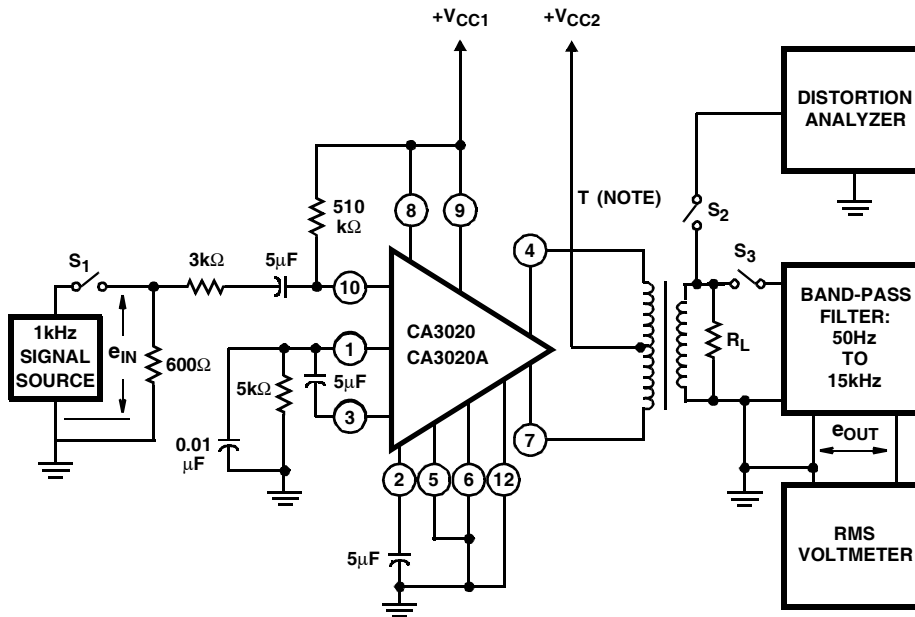 +VCC1
+VCC2
DISTORTION
ANALYZER
T (NOTE)
S2
S1
3kΩ
5µF
510
kΩ
8
9
4
S3
10
1kHz
SIGNAL
SOURCE
eIN
600Ω
CA3020
CA3020A
RL
BAND-PASS
FILTER:
50Hz
TO
15kHz
1
5kΩ
5µF
3
0.01
µF
7
eOUT
2
5
6
12
5µF
RMS
VOLTMETER